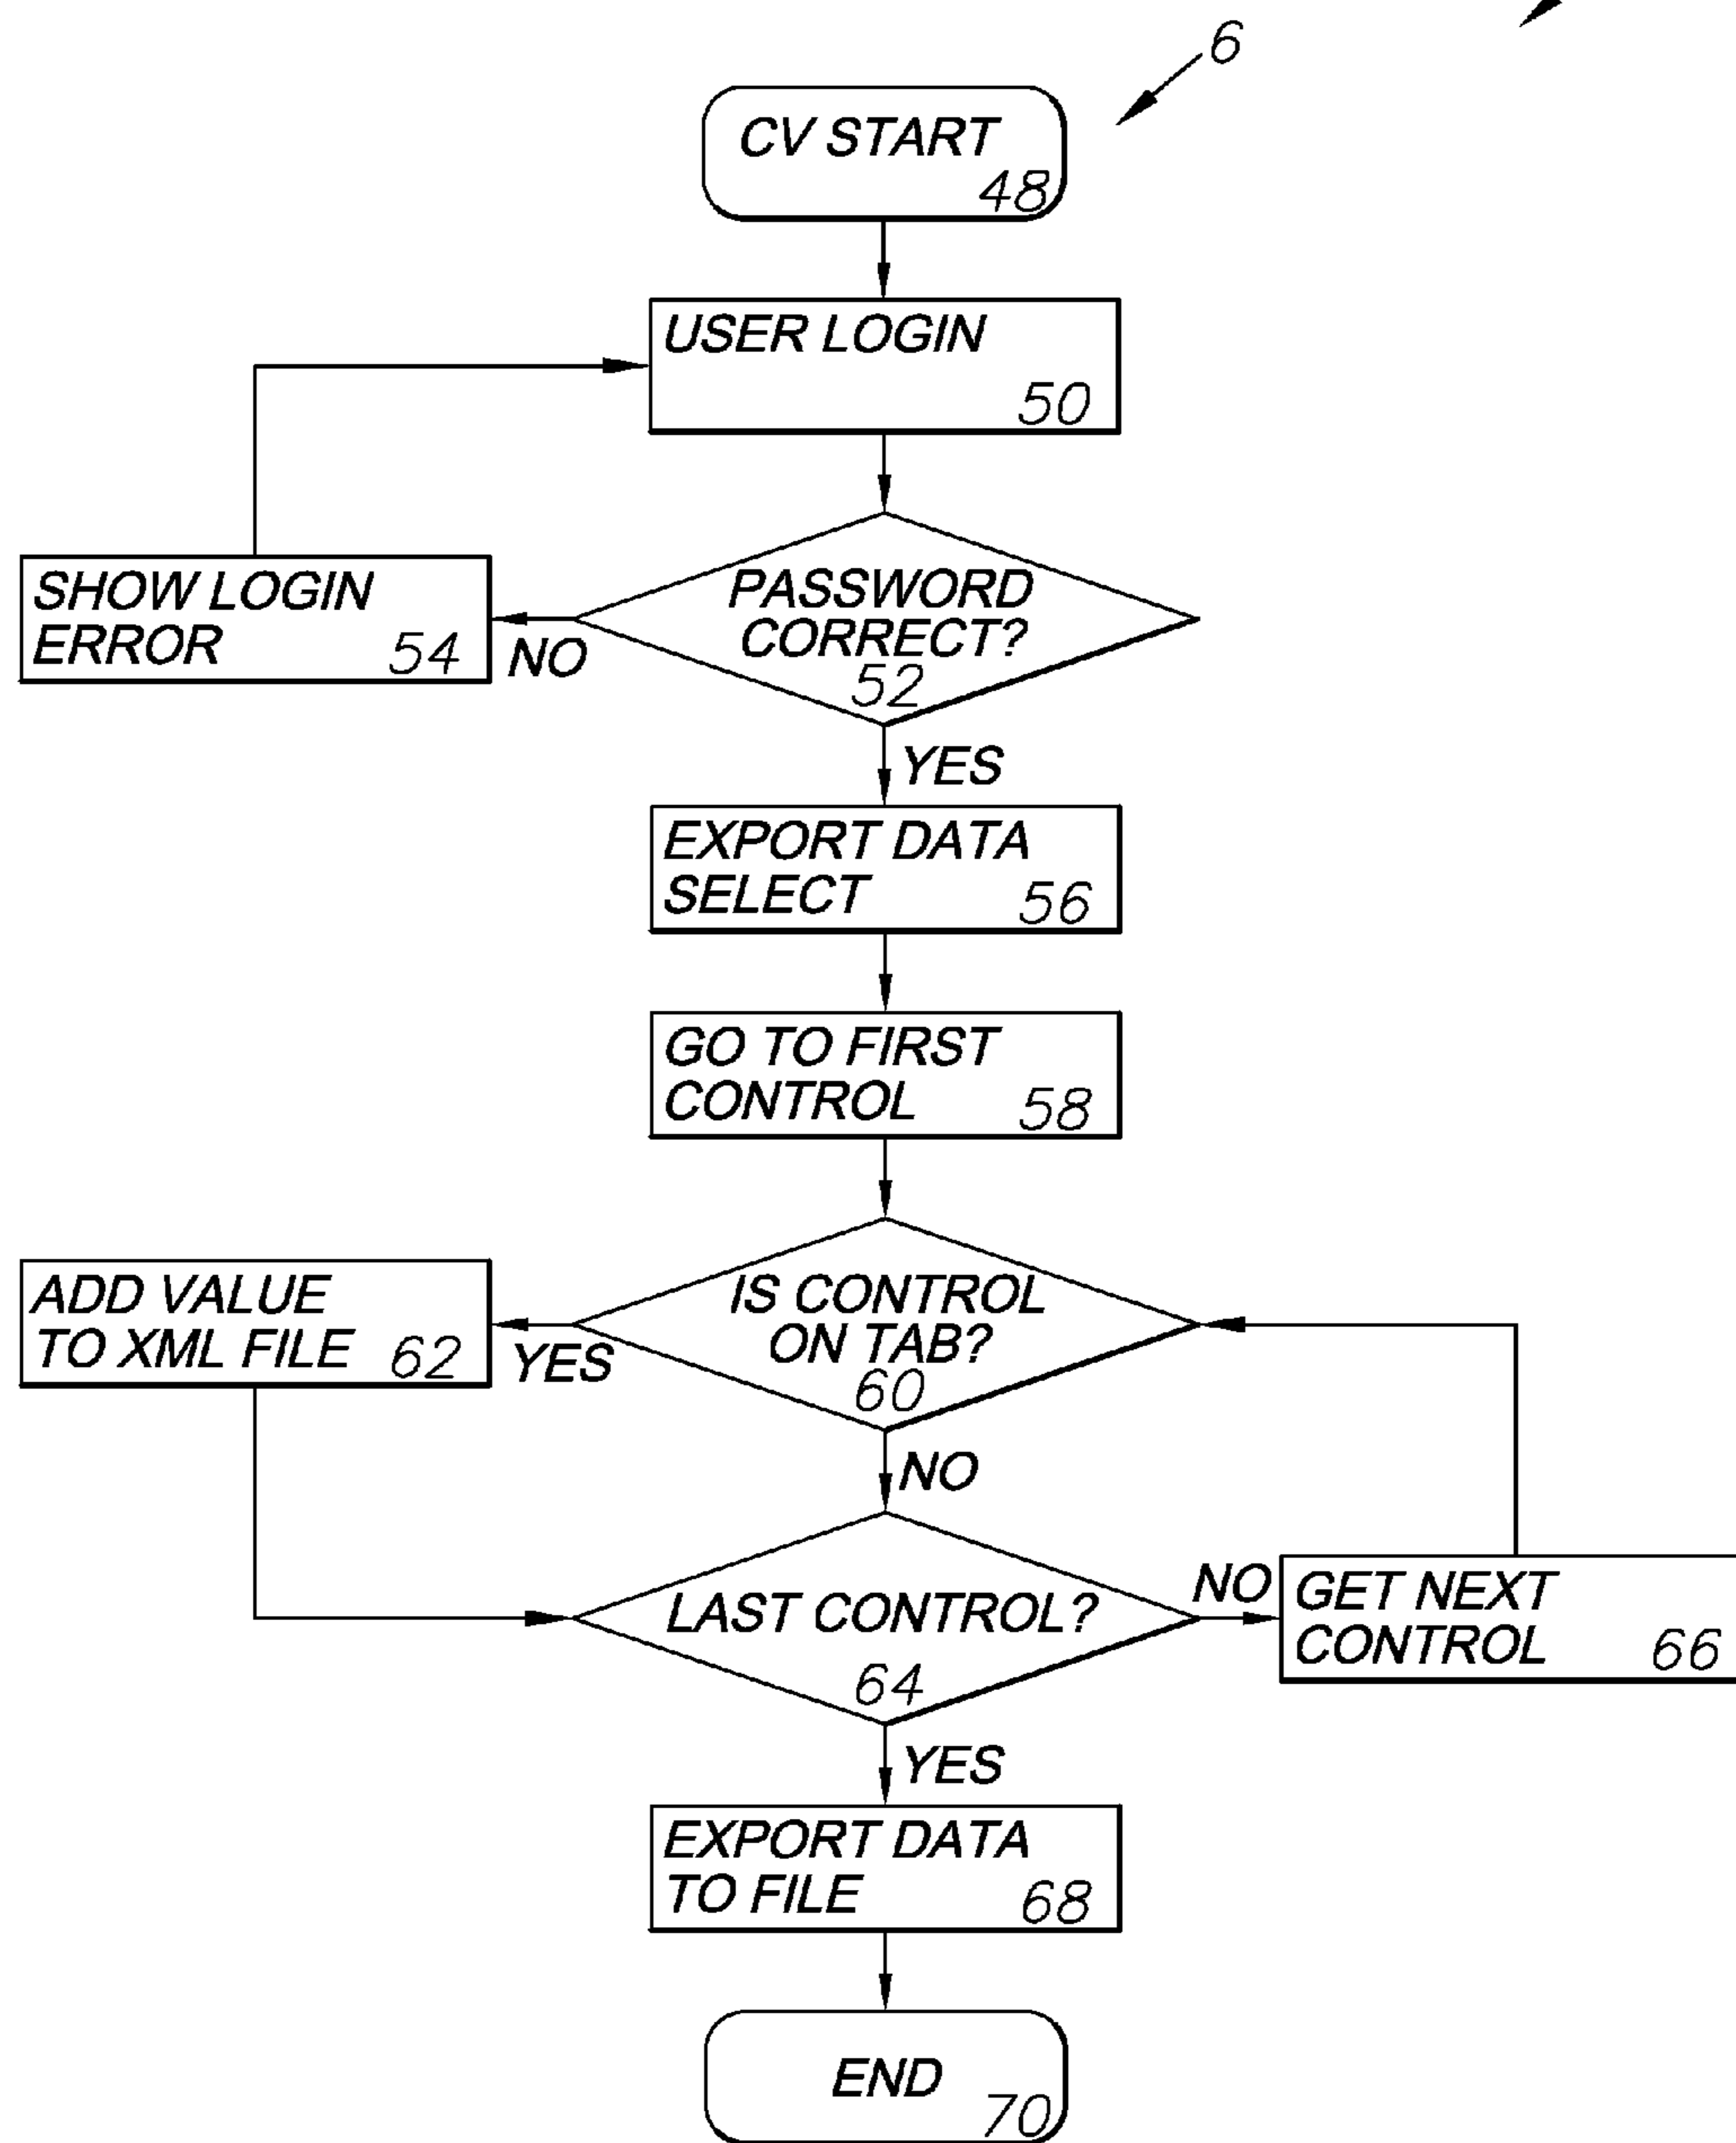 6
CV START
48
USER LOGIN
50
PASSWORD
CORRECT?
52
SHOW LOGIN
ERROR 54
NO
YES
EXPORT DATA
SELECT 56
GO TO FIRST
CONTROL 58
IS CONTROL
ON TAB?
60
ADD VALUE
TO XML FILE 62
YES
NO
LAST CONTROL?
64
NO
GET NEXT
CONTROL 66
YES
EXPORT DATA
TO FILE 68
END
70